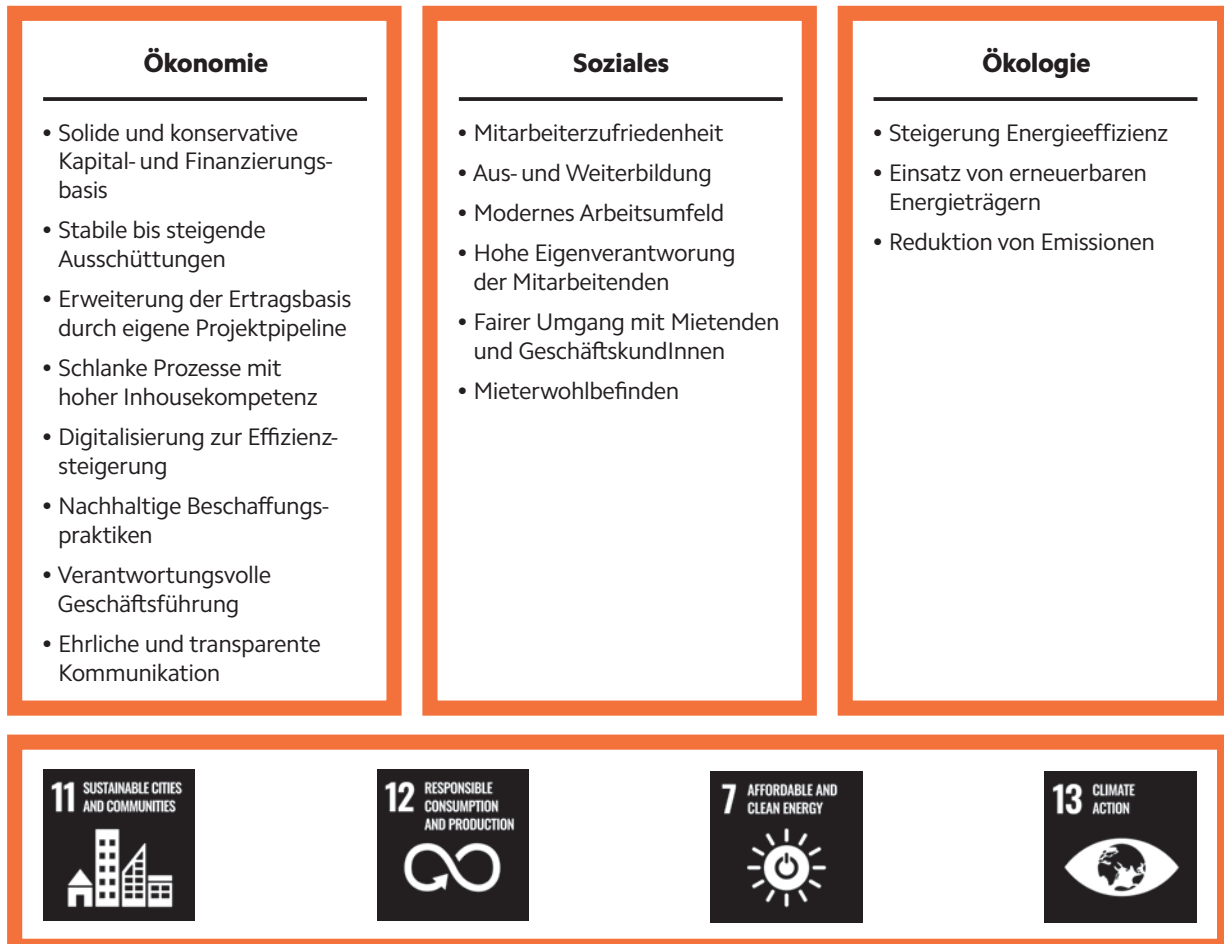 Ökonomie
• Solide und konservative
Kapital- und Finanzierungs-
basis
• Stabile bis steigende
Ausschüttungen
• Erweiterung der Ertragsbasis
durch eigene Projektpipeline
• Schlanke Prozesse mit
hoher Inhousekompetenz
• Digitalisierung zur Effizienz-
steigerung
• Nachhaltige Beschaffungs-
praktiken
• Verantwortungsvolle
Geschäftsführung
• Ehrliche und transparente
Kommunikation
Soziales
• Mitarbeiterzufriedenheit
• Aus- und Weiterbildung
• Modernes Arbeitsumfeld
• Hohe Eigenverantworung
der Mitarbeitenden
• Fairer Umgang mit Mietenden
und GeschäftskundInnen
• Mieterwohlbefinden
Ökologie
• Steigerung Energieeffizienz
• Einsatz von erneuerbaren
Energieträgern
• Reduktion von Emissionen
11 SUSTAINABLE CITIES
AND COMMUNITIES
12 RESPONSIBLE
CONSUMPTION
AND PRODUCTION
7 AFFORDABLE AND
CLEAN ENERGY
13 CLIMATE
ACTION